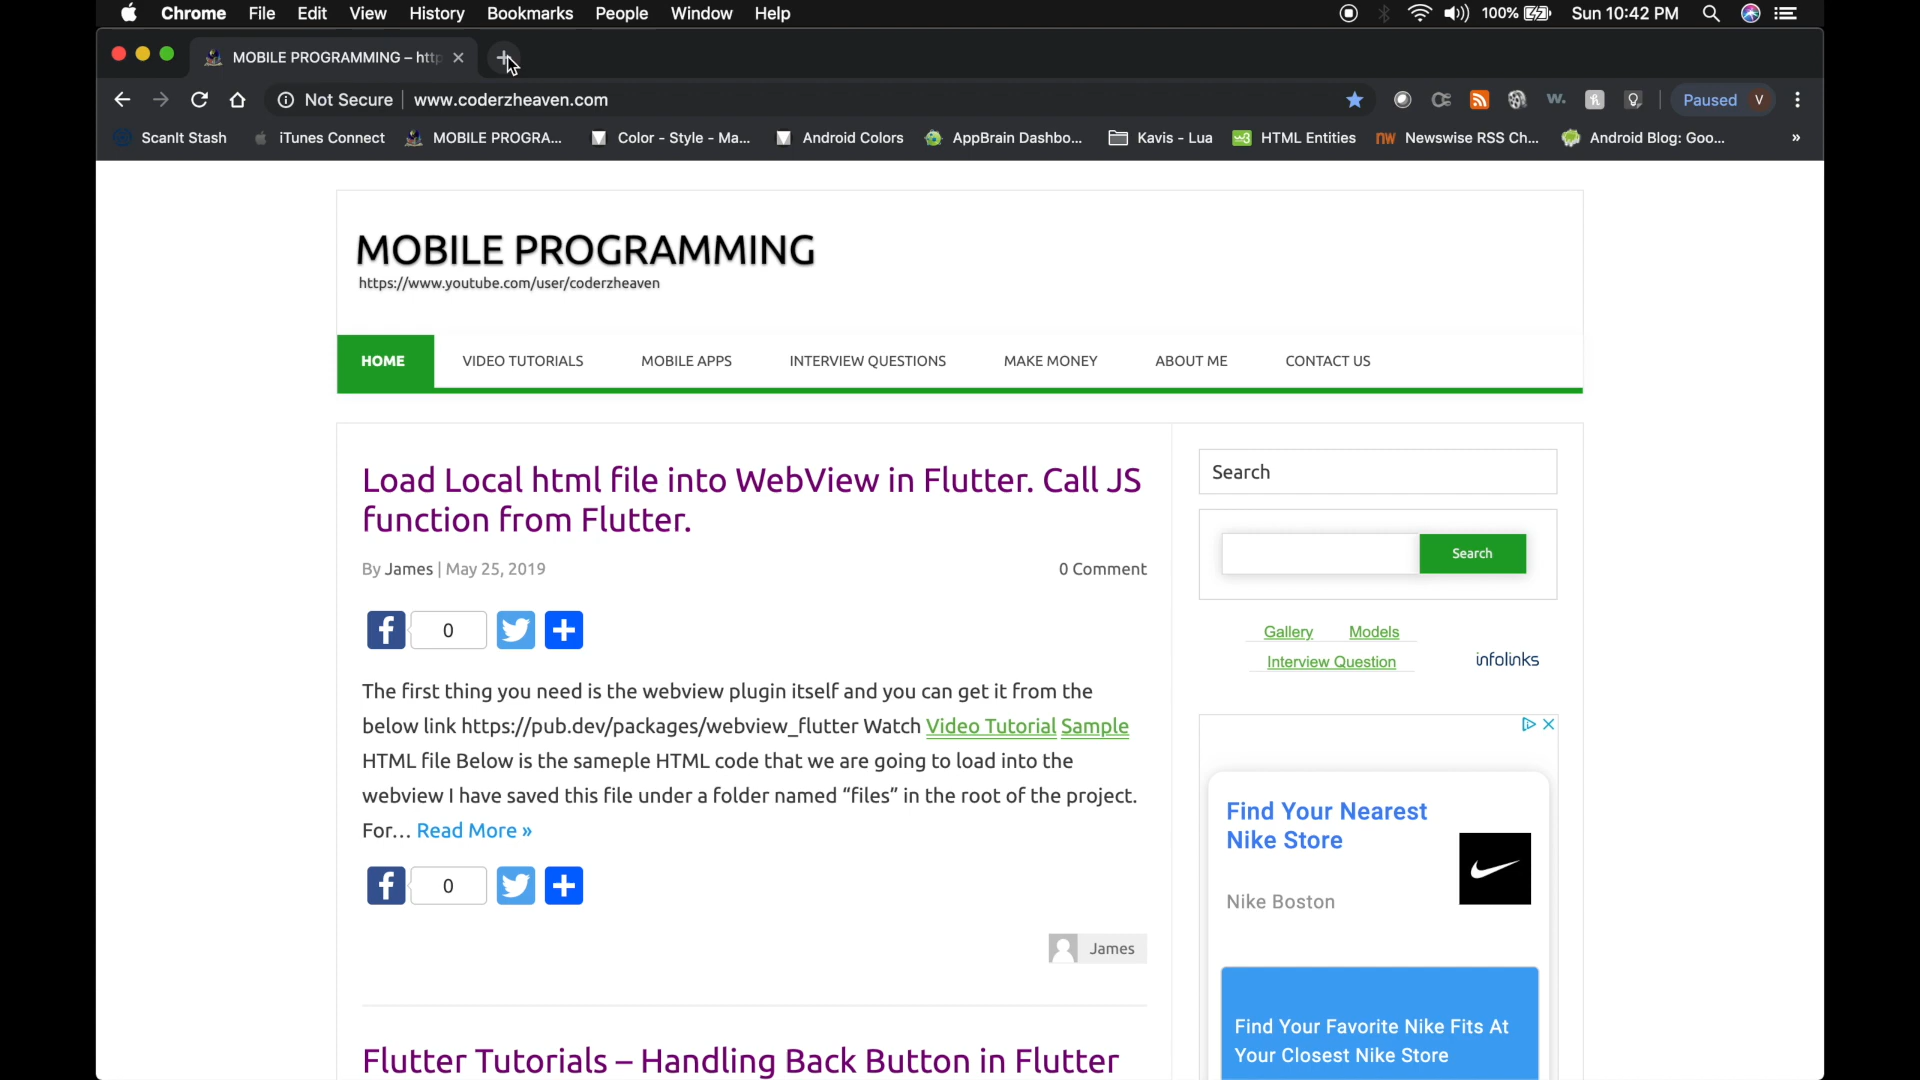 Chrome File Edit View History Bookmarks People Window Help 100% Sun 10:42 PM
MOBILE PROGRAMMING – http
Not Secure www.coderzheaven.com Paused V
ScanIt Stash iTunes Connect MOBILE PROGRA... Color - Style - Ma... Android Colors AppBrain Dashbo... Kavis - Lua HTML Entities Newswise RSS Ch... Android Blog: Goo... »
MOBILE PROGRAMMING
https://www.youtube.com/user/coderzheaven
HOME VIDEO TUTORIALS MOBILE APPS INTERVIEW QUESTIONS MAKE MONEY ABOUT ME CONTACT US
Load Local html file into WebView in Flutter. Call JS
function from Flutter.
By James | May 25, 2019 0 Comment
0
The first thing you need is the webview plugin itself and you can get it from the
below link https://pub.dev/packages/webview_flutter Watch Video Tutorial Sample
HTML file Below is the sameple HTML code that we are going to load into the
webview I have saved this file under a folder named “files” in the root of the project.
For… Read More »
0
James
Flutter Tutorials – Handling Back Button in Flutter
Search
Search
Gallery Models
Interview Question
infolinks
Find Your Nearest
Nike Store
Nike Boston
Find Your Favorite Nike Fits At
Your Closest Nike Store